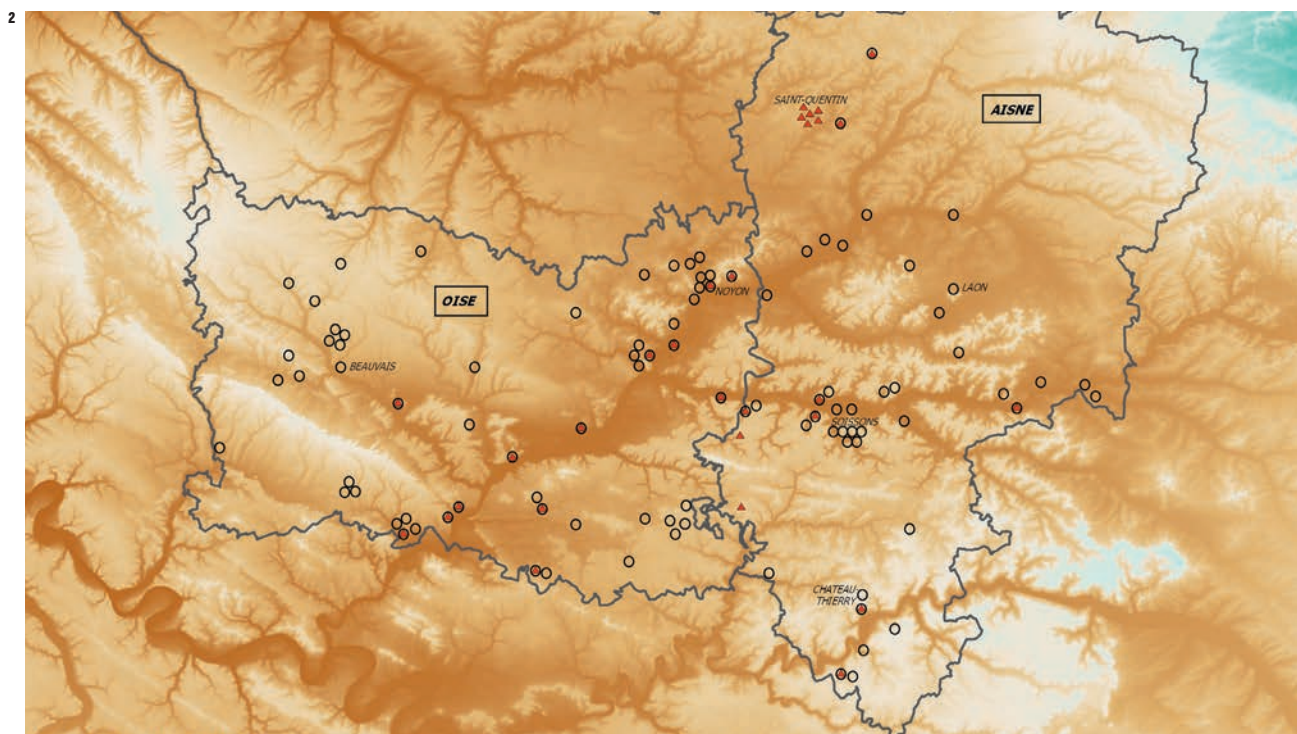 2
SAINT-QUENTIN
AISNE
OISE
NOYON
LAON
BEAUVAIS
SOISSONS
CHATEAU-
THIERRY